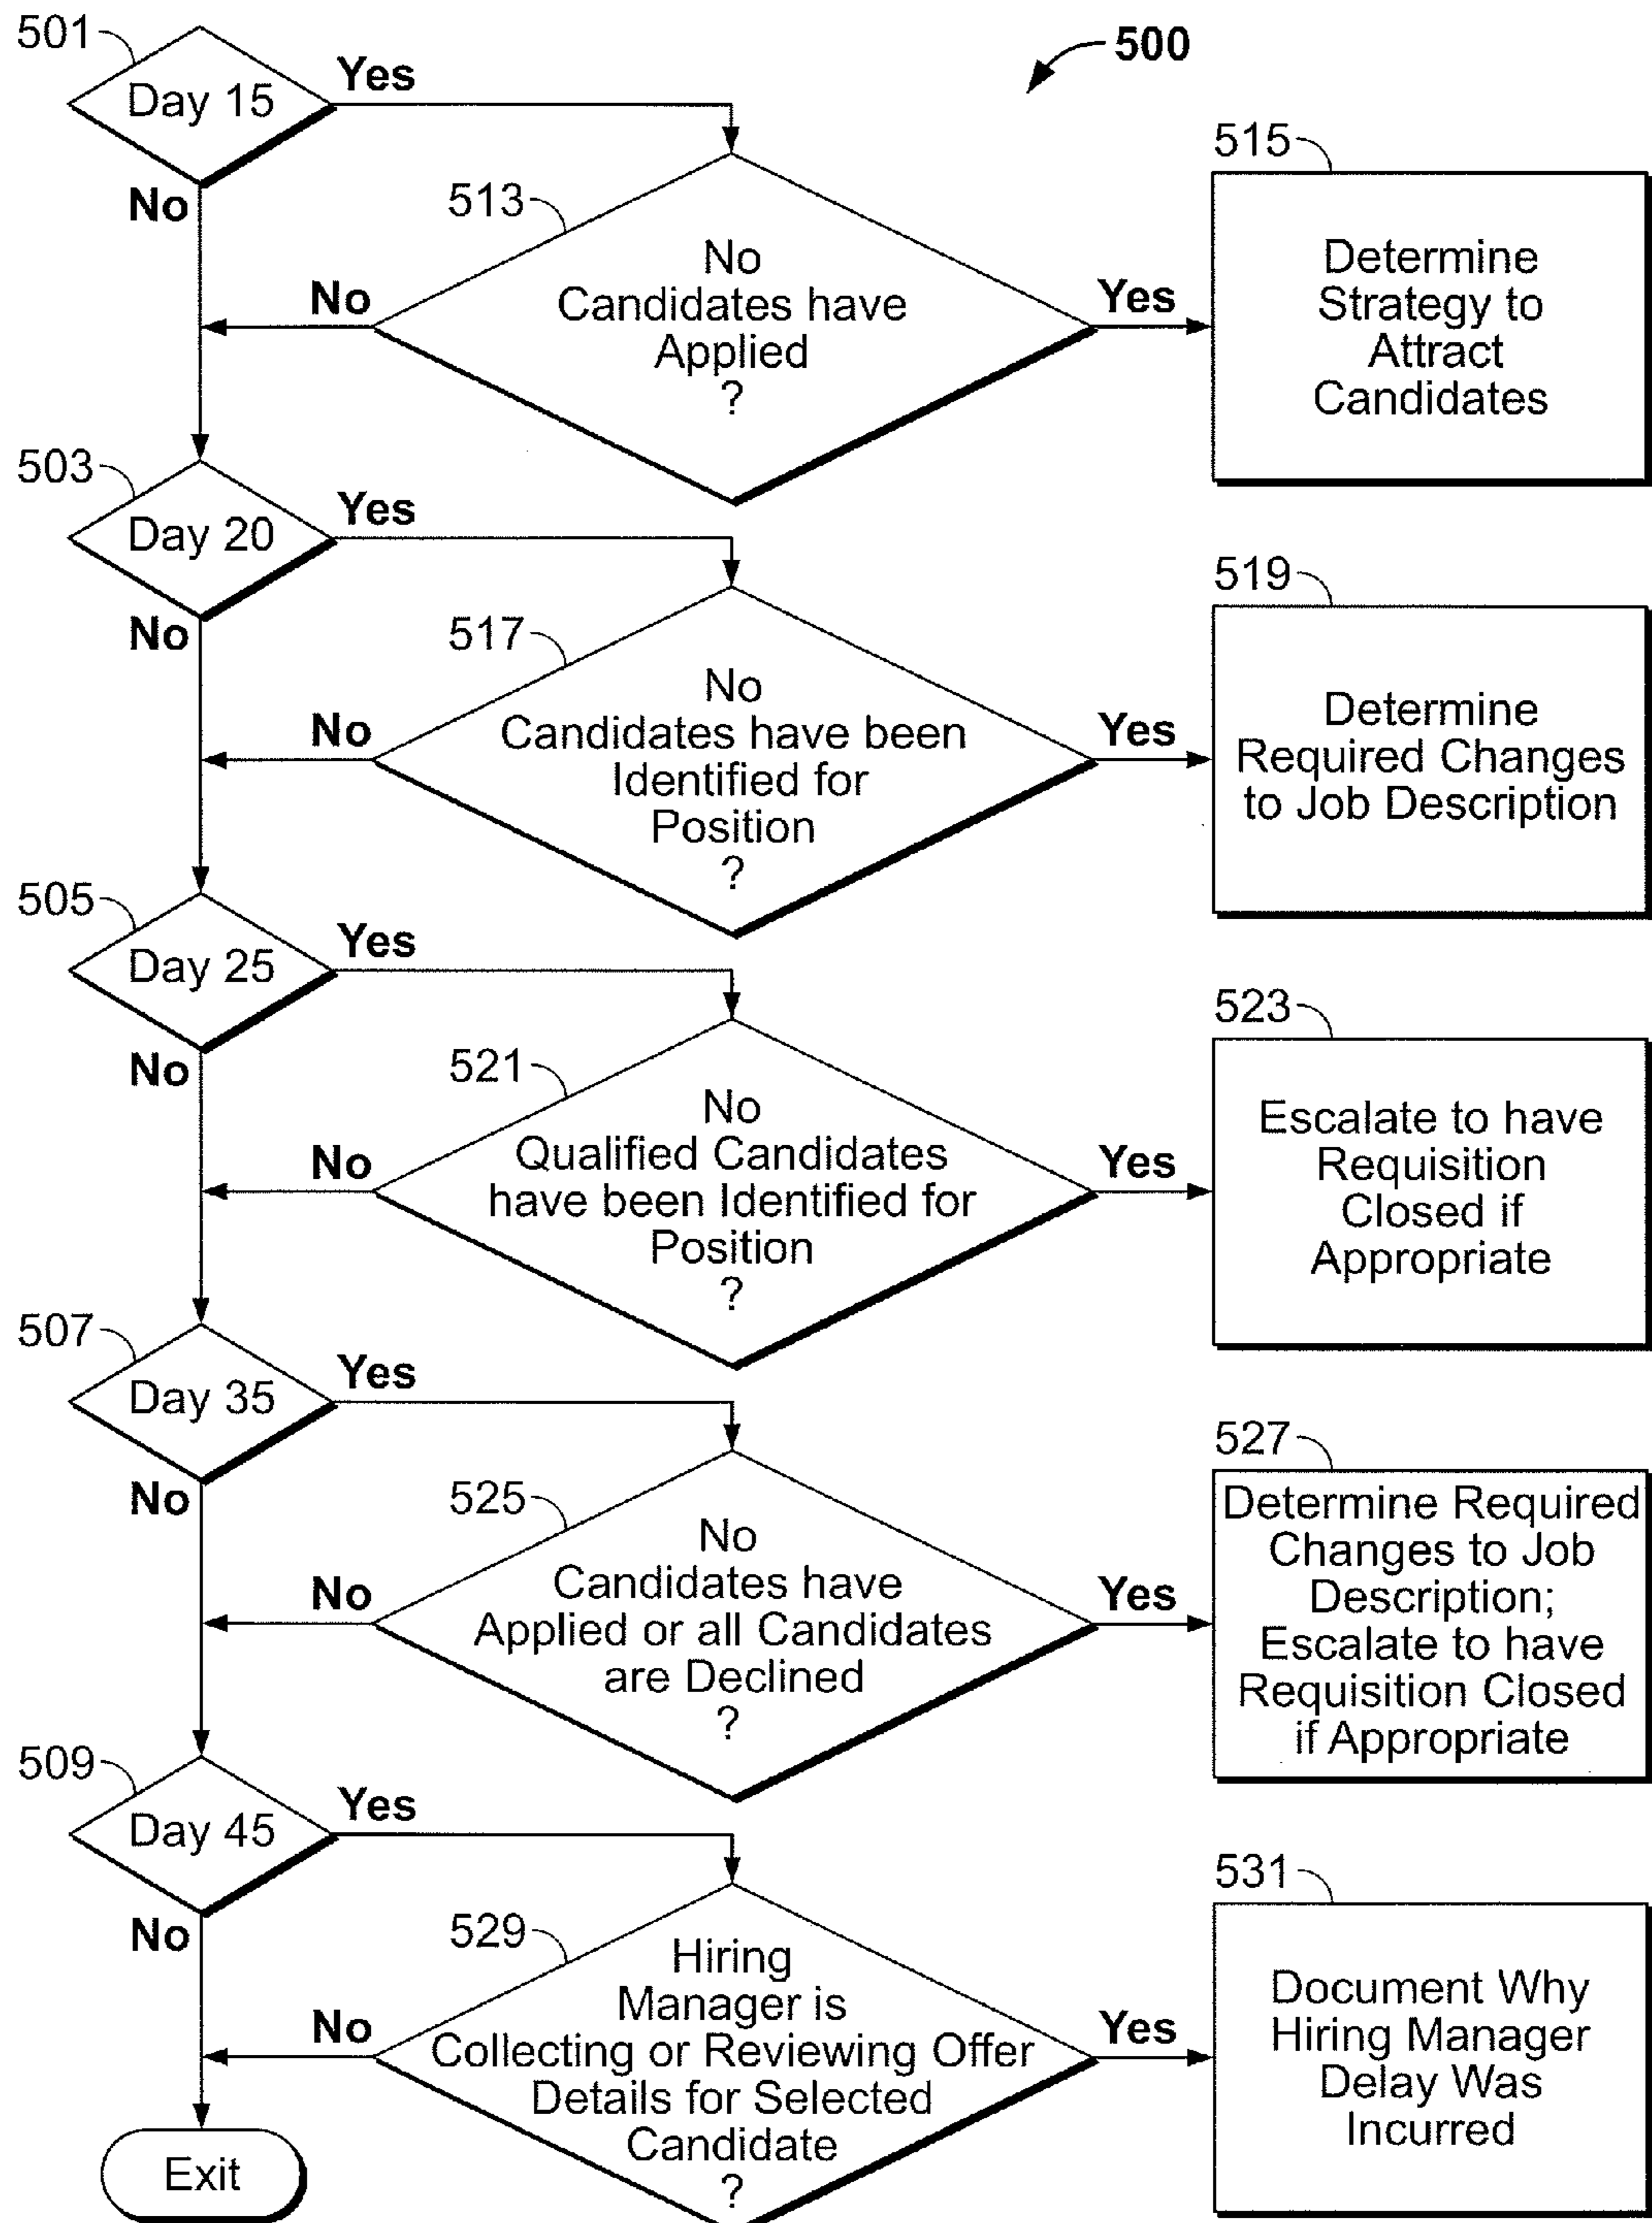 501
Day 15
Yes
No
500
513
No
Candidates have
Applied
?
No
Yes
515
Determine
Strategy to
Attract
Candidates
503
Day 20
Yes
No
517
No
Candidates have been
Identified for
Position
?
No
Yes
519
Determine
Required Changes
to Job Description
505
Day 25
Yes
No
521
No
Qualified Candidates
have been Identified for
Position
?
No
Yes
523
Escalate to have
Requisition
Closed if
Appropriate
507
Day 35
Yes
No
525
No
Candidates have
Applied or all Candidates
are Declined
?
No
Yes
527
Determine Required
Changes to Job
Description;
Escalate to have
Requisition Closed
if Appropriate
509
Day 45
Yes
No
529
Hiring
Manager is
Collecting or Reviewing Offer
Details for Selected
Candidate
?
No
Yes
531
Document Why
Hiring Manager
Delay Was
Incurred
Exit